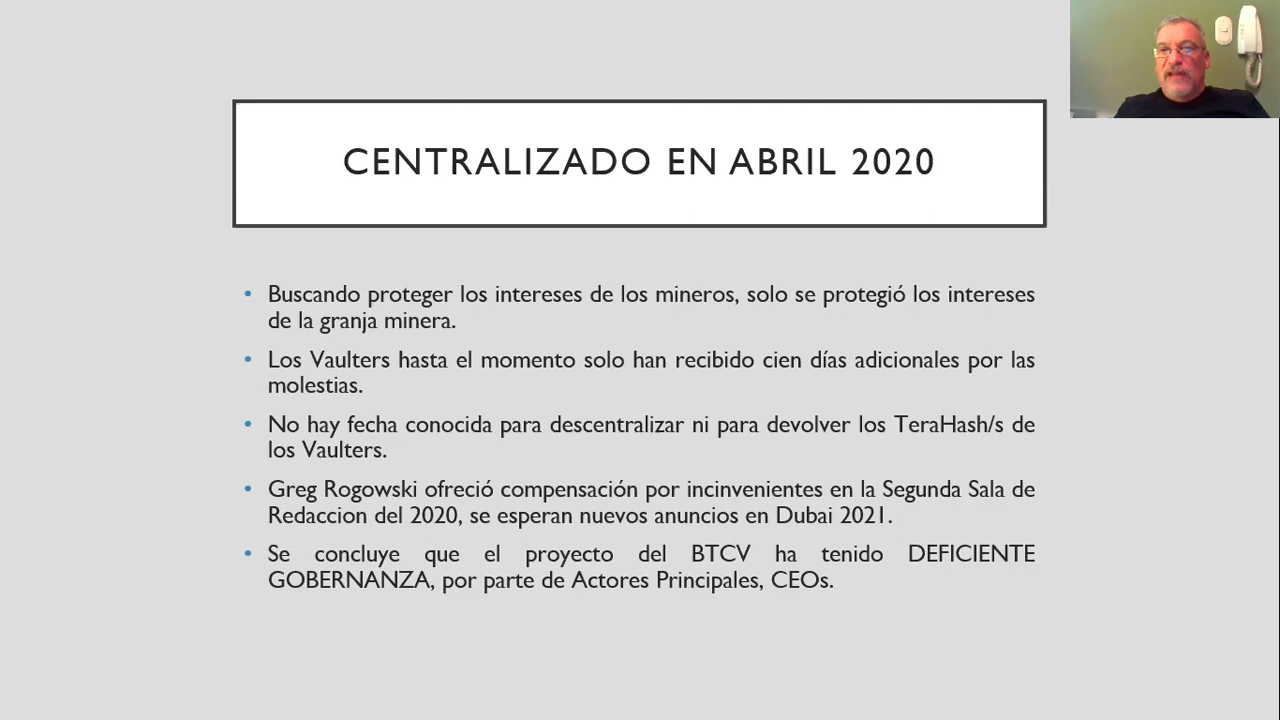 CENTRALIZADO EN ABRIL 2020
• Buscando proteger los intereses de los mineros, solo se protegió los intereses
de la granja minera.
• Los Vaulters hasta el momento solo han recibido cien días adicionales por las
molestias.
• No hay fecha conocida para descentralizar ni para devolver los TeraHash/s de
los Vaulters.
• Greg Rogowski ofreció compensación por incinvenientes en la Segunda Sala de
Redaccion del 2020, se esperan nuevos anuncios en Dubai 2021.
• Se concluye que el proyecto del BTCV ha tenido DEFICIENTE
GOBERNANZA, por parte de Actores Principales, CEOs.